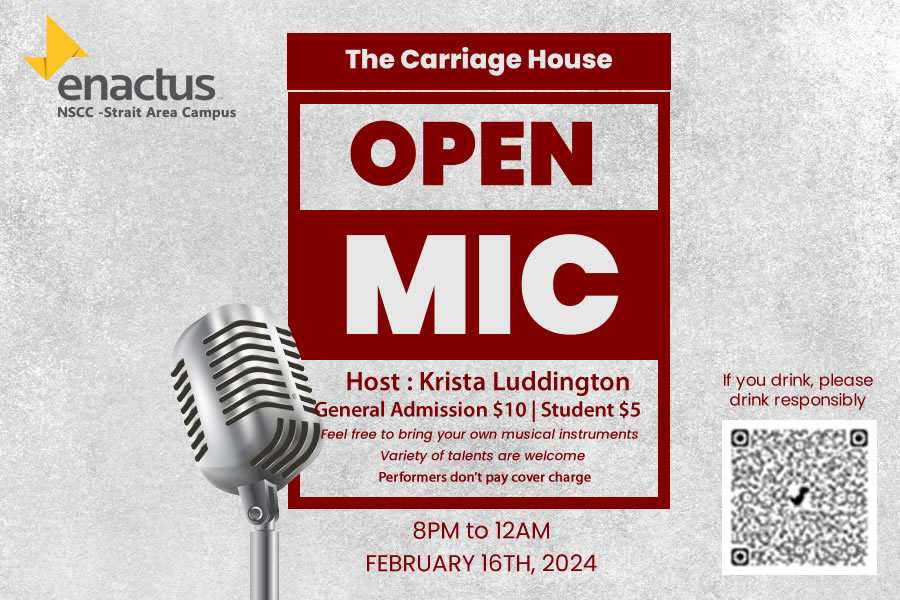 enactus
NSCC -Strait Area Campus
The Carriage House
OPEN
MIC
Host : Krista Luddington
General Admission $10 | Student $5
Feel free to bring your own musical instruments
Variety of talents are welcome
Performers don't pay cover charge
8PM to 12AM
FEBRUARY 16TH, 2024
If you drink, please
drink responsibly